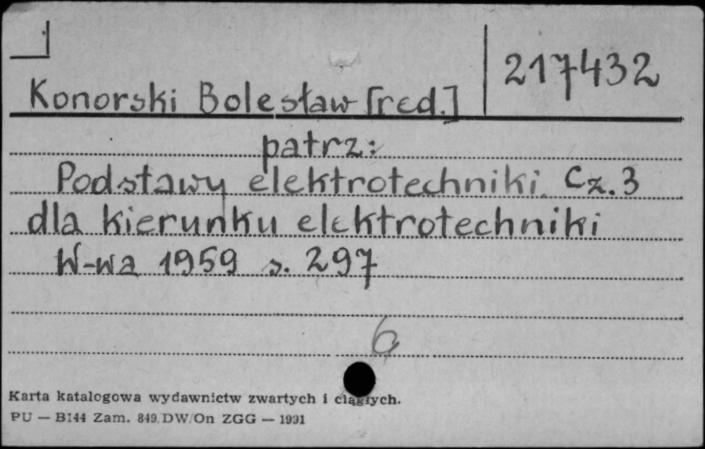 217432
Konorski Bolesław [red.]
patrz:
Podstawy elektrotechniki. Cz. 3
dla kierunku elektrotechniki
W-wa 1959 s. 297
6
Karta katalogowa wydawnictw zwartych i ciągłych.
PU — B144 Zam. 849 DW/On ZGG — 1991